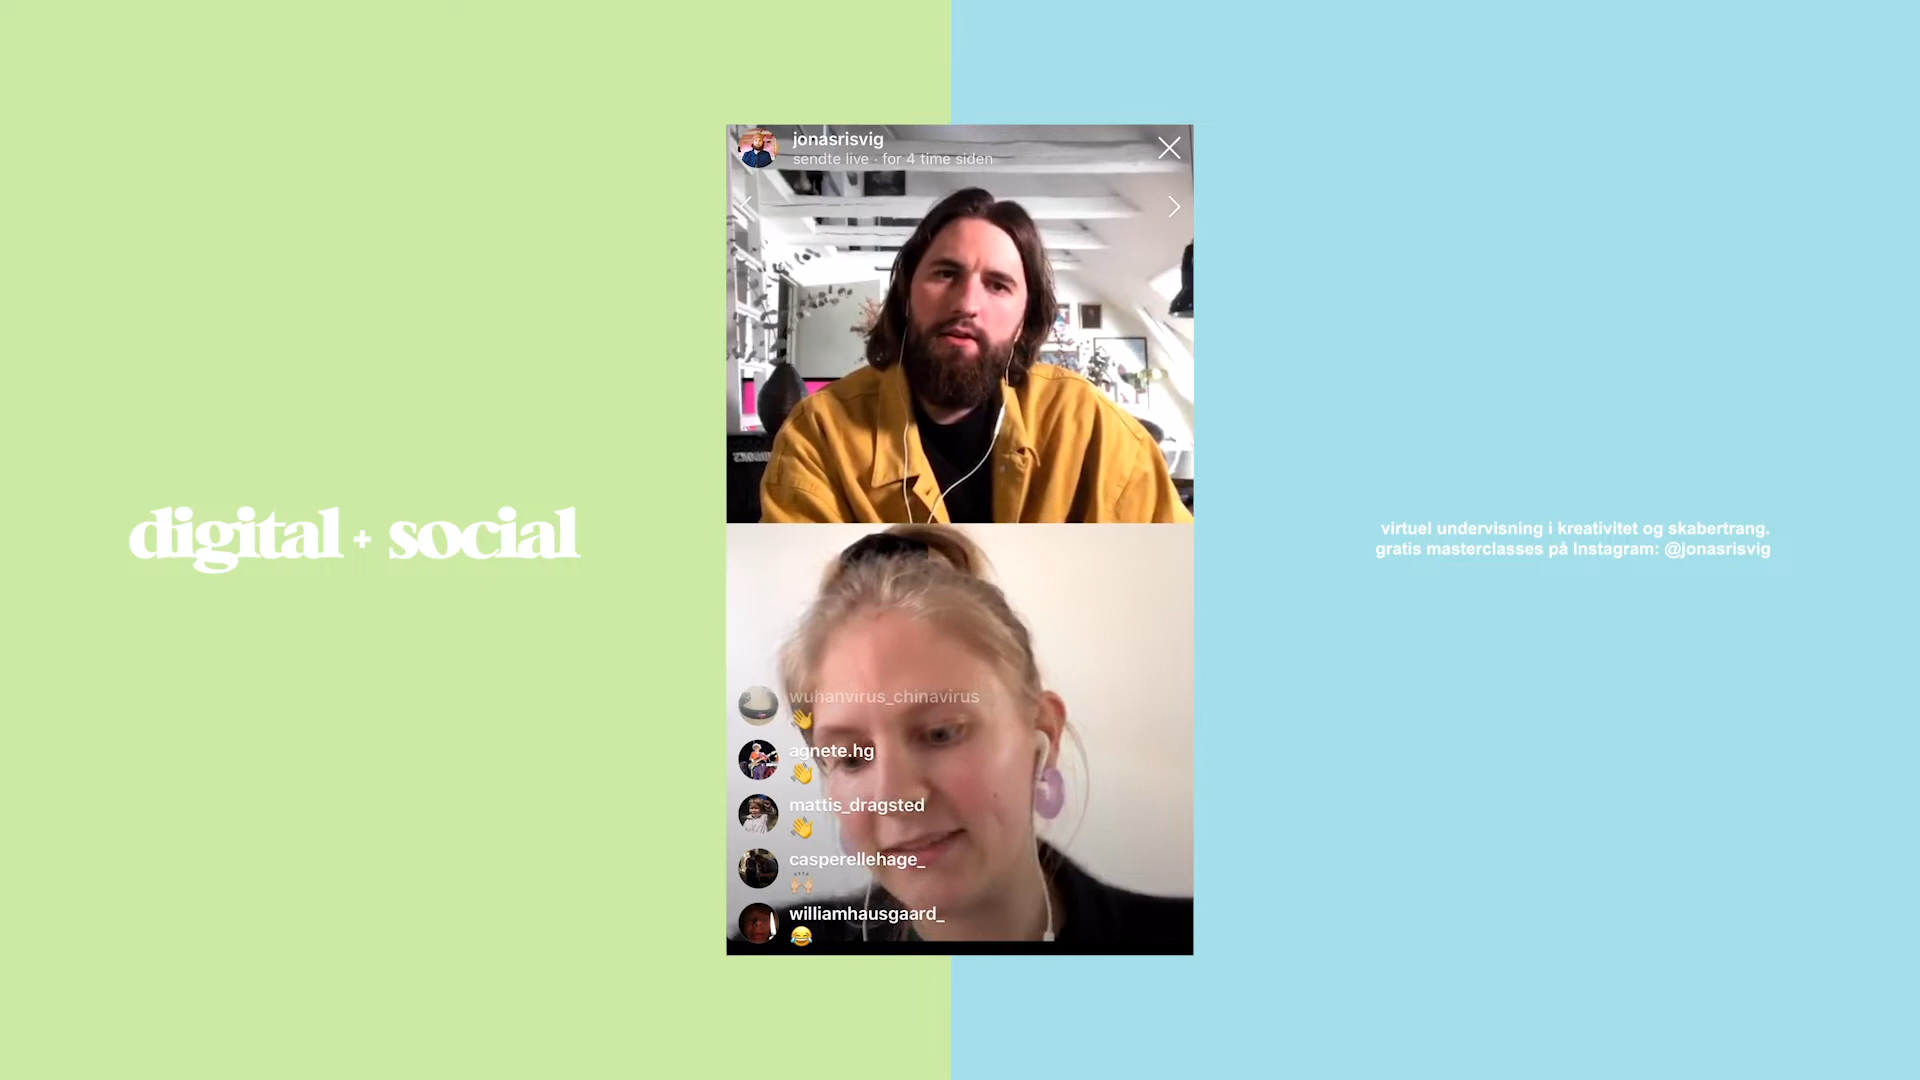 jonasrisvig
sendte live · for 4 time siden
digital + social
virtuel undervisning i kreativitet og skabertrang.
gratis masterclasses på Instagram: @jonasrisvig
wuhanvirus_chinavirus
👋
agnete.hg
👋
mattis_dragsted
👋
casperellehage_
🙌🏼
williamhausgaard_
😂